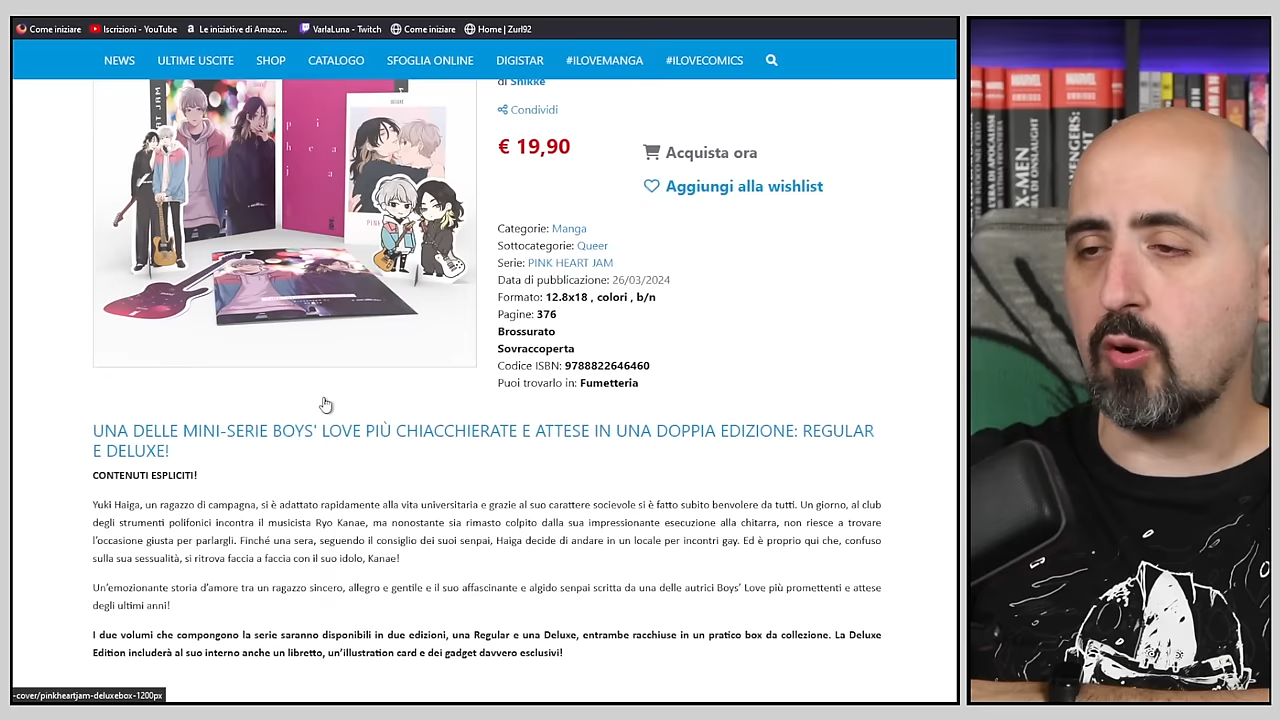 Come iniziare
Iscrizioni - YouTube
Le iniziative di Amazo...
VarlaLuna - Twitch
Come iniziare
Home | Zurl92
NEWS
ULTIME USCITE
SHOP
CATALOGO
SFOGLIA ONLINE
DIGISTAR
#ILOVEMANGA
#ILOVECOMICS
di Shikke
Condividi
€ 19,90
Acquista ora
Aggiungi alla wishlist
Categorie: Manga
Sottocategorie: Queer
Serie: PINK HEART JAM
Data di pubblicazione: 26/03/2024
Formato: 12.8x18 , colori , b/n
Pagine: 376
Brossurato
Sovraccoperta
Codice ISBN: 9788822646460
Puoi trovarlo in: Fumetteria
UNA DELLE MINI-SERIE BOYS' LOVE PIÙ CHIACCHIERATE E ATTESE IN UNA DOPPIA EDIZIONE: REGULAR
E DELUXE!
CONTENUTI ESPLICITI!
Yuki Haiga, un ragazzo di campagna, si è adattato rapidamente alla vita universitaria e grazie al suo carattere socievole si è fatto subito benvolere da tutti. Un giorno, al club
degli strumenti polifonici incontra il musicista Ryo Kanae, ma nonostante sia rimasto colpito dalla sua impressionante esecuzione alla chitarra, non riesce a trovare
l'occasione giusta per parlargli. Finché una sera, seguendo il consiglio dei suoi senpai, Haiga decide di andare in un locale per incontri gay. Ed è proprio qui che, confuso
sulla sua sessualità, si ritrova faccia a faccia con il suo idolo, Kanae!
Un'emozionante storia d'amore tra un ragazzo sincero, allegro e gentile e il suo affascinante e algido senpai scritta da una delle autrici Boys' Love più promettenti e attese
degli ultimi anni!
I due volumi che compongono la serie saranno disponibili in due edizioni, una Regular e una Deluxe, entrambe racchiuse in un pratico box da collezione. La Deluxe
Edition includerà al suo interno anche un libretto, un'illustration card e dei gadget davvero esclusivi!
-cover/pinkheartjam-deluxebox-1200px
MARVEL
MARVEL
X-MEN